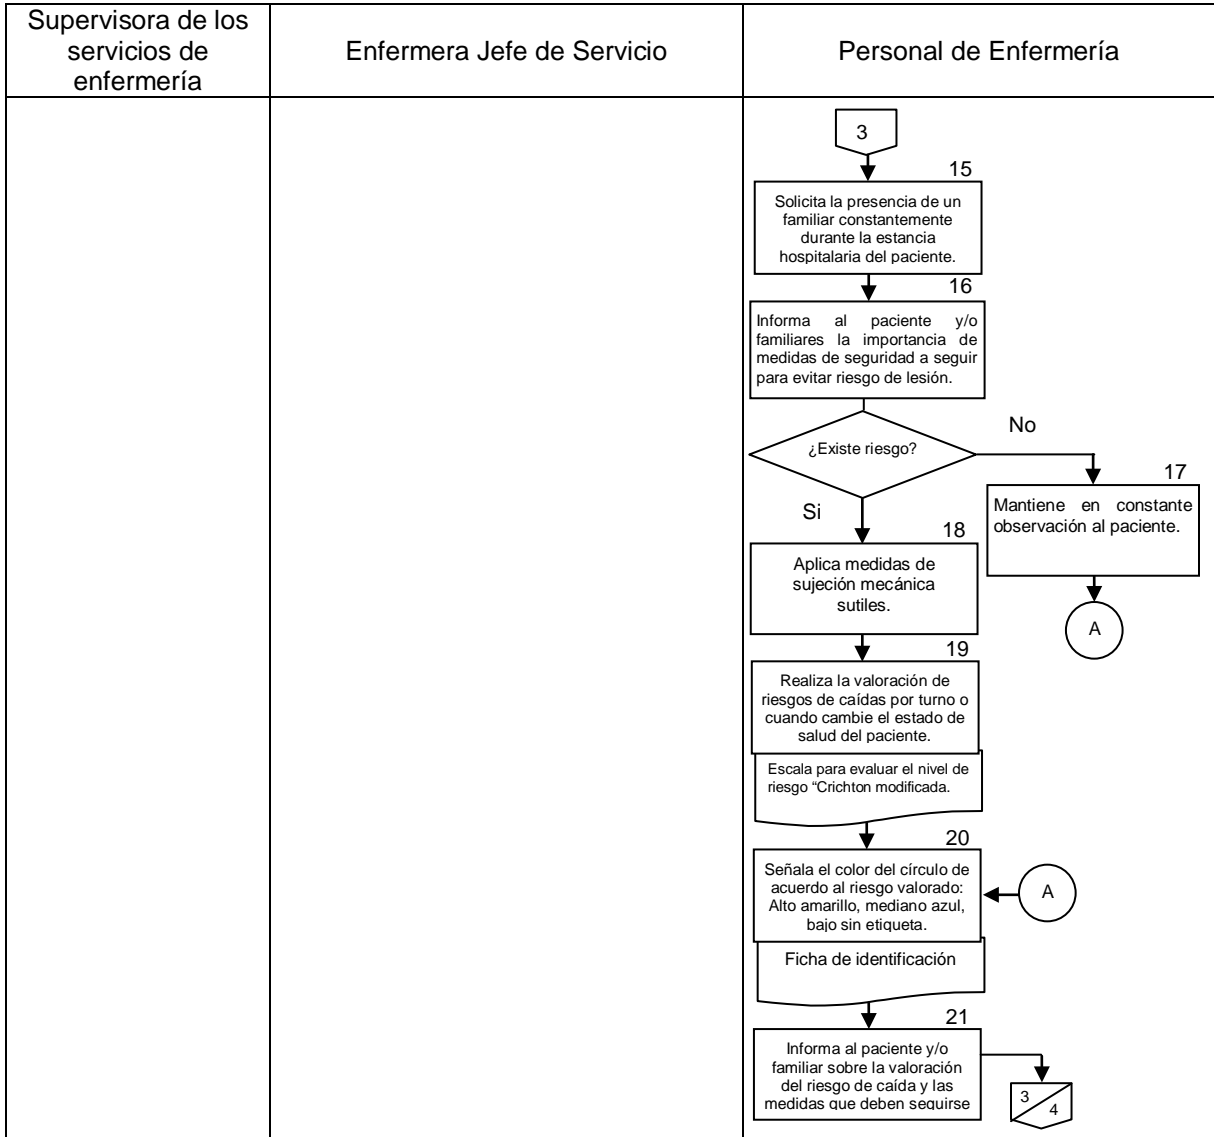 Supervisora de los
servicios de
enfermería
Enfermera Jefe de Servicio
Personal de Enfermería
3
15
Solicita la presencia de un
familiar constantemente
durante la estancia
hospitalaria del paciente.
16
Informa al paciente y/o
familiares la importancia de
medidas de seguridad a seguir
para evitar riesgo de lesión.
¿Existe riesgo?
No
17
Mantiene en constante
observación al paciente.
A
Si
18
Aplica medidas de
sujeción mecánica
sutiles.
19
Realiza la valoración de
riesgos de caídas por turno o
cuando cambie el estado de
salud del paciente.
Escala para evaluar el nivel de
riesgo “Crichton modificada.
20
Señala el color del círculo de
acuerdo al riesgo valorado:
Alto amarillo, mediano azul,
bajo sin etiqueta.
A
Ficha de identificación
21
Informa al paciente y/o
familiar sobre la valoración
del riesgo de caída y las
medidas que deben seguirse
3
4